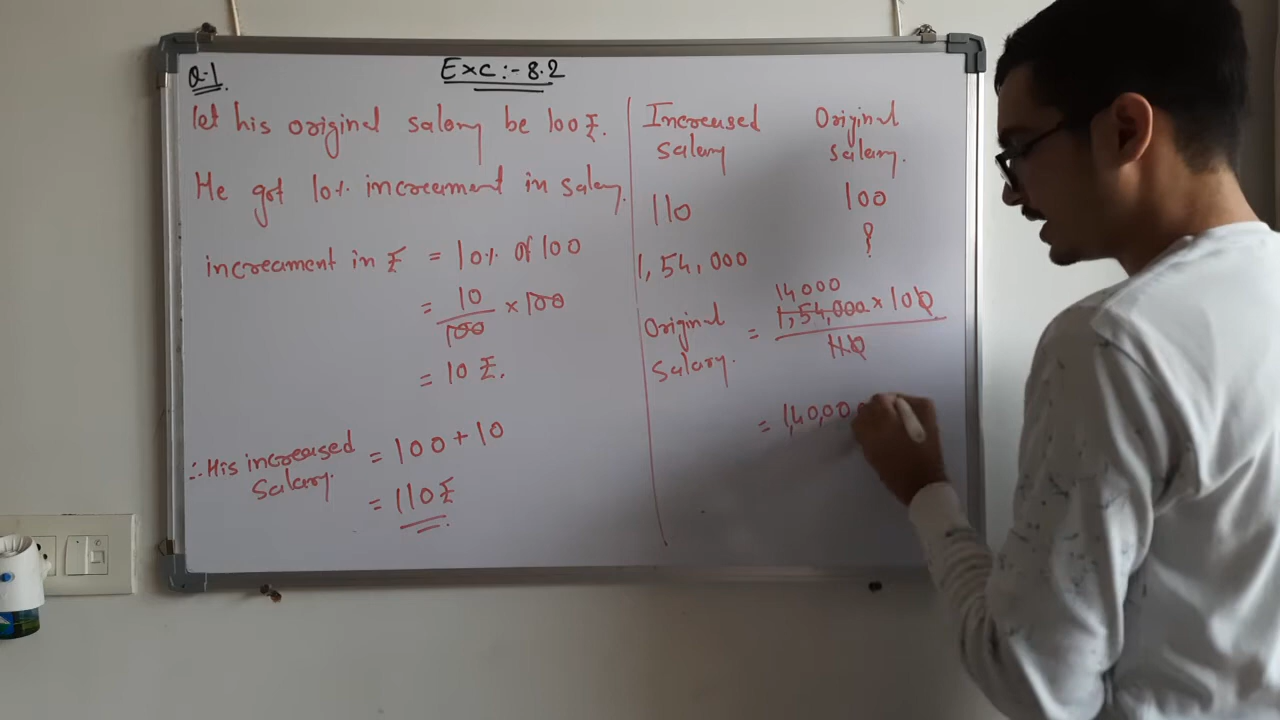 Q.1
Exc:- 8.2
let his original salary be 100 ₹.
He got 10% increament in salary.
increament in ₹ = 10% of 100
= 10/100 × 100
= 10 ₹.
∴ His increased salary. = 100 + 10
= 110 ₹
Increased Original
salary salary.
110 100
1,54,000 ?
14000
Original salary. = 1,54,000 × 100 / 110
= 1,40,00